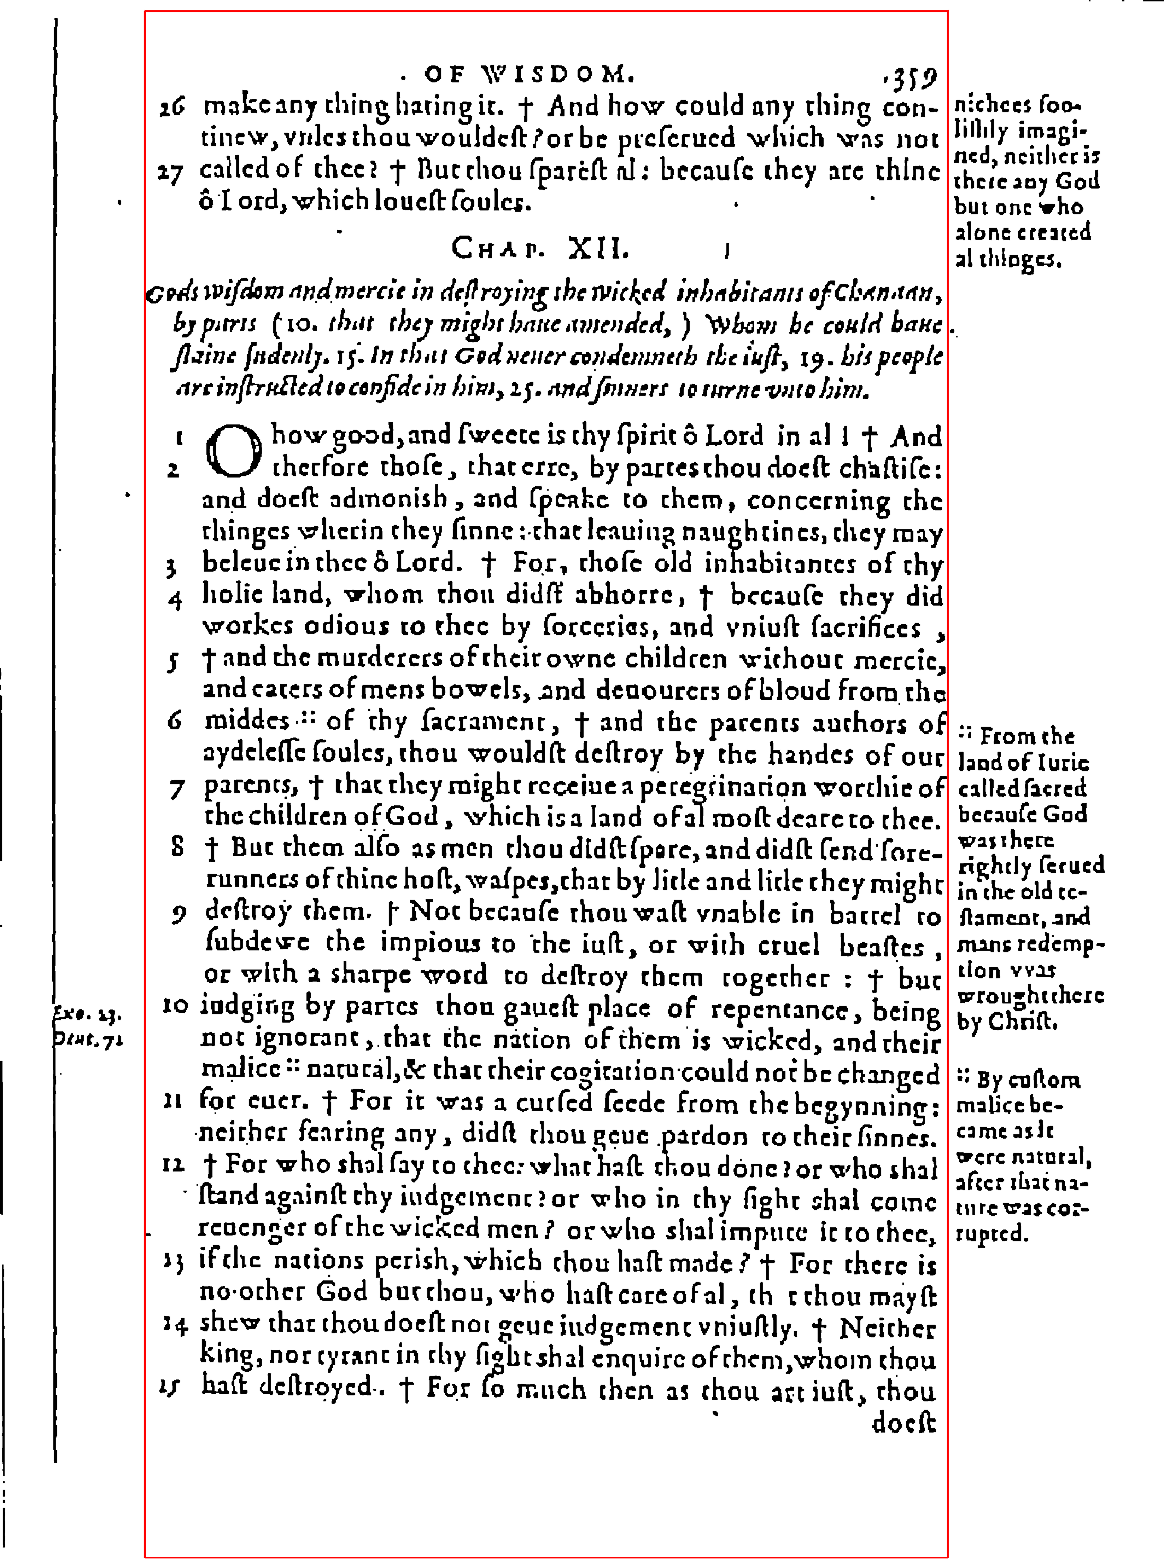 OF WISDOM. 359
26 make any thing hating it. † And how could any thing con-
tinew, vnles thou wouldeſt? or be preſerued which was not
27 called of thee? † But thou ſpareſt al: becauſe they are thine
ô Lord, which loueſt ſoules.
CHAP. XII.
Gods wiſdom and mercie in deſtroying the wicked inhabitants of Chanaan,
by partes (10. that they might haue amended,) Whom he could haue
ſlaine ſudenly. 15. In that God neuer condemneth the iuſt, 19. his people
are inſtructed to confide in him, 25. and ſinners to turne vnto him.
1 O how good, and ſweete is thy ſpirit ô Lord in al! † And
2 therfore thoſe, that erre, by partes thou doeſt chaſtiſe:
and doeſt admonish, and ſpeake to them, concerning the
thinges wherin they ſinne: that leauing naughtines, they may
3 beleue in thee ô Lord. † For, thoſe old inhabitantes of thy
4 holie land, whom thou didſt abhorre, † becauſe they did
workes odious to thee by ſorceries, and vniuſt ſacrifices,
5 † and the murderers of their owne children without mercie,
and eaters of mens bowels, and deuourers of bloud from the
6 middes :: of thy ſacrament, † and the parents authors of
aydeleſſe ſoules, thou wouldſt deſtroy by the handes of our
7 parents, † that they might receiue a peregrination worthie of
the children of God, which is a land of al moſt deare to thee.
8 † But them alſo as men thou didſt ſpare, and didſt ſend fore-
runners of thine hoſt, waſpes, that by litle and litle they might
9 deſtroy them. † Not becauſe thou waſt vnable in battel to
ſubdewe the impious to the iuſt, or with cruel beaſtes,
or with a sharpe word to deſtroy them together: † but
10 iudging by partes thou gaueſt place of repentance, being
not ignorant, that the nation of them is wicked, and their
malice :: natural, & that their cogitation could not be changed
11 for euer. † For it was a curſed ſeede from the begynning:
neither fearing any, didſt thou geue pardon to their ſinnes.
12 † For who shal ſay to thee: what haſt thou done? or who shal
ſtand againſt thy iudgement? or who in thy ſight shal come
reuenger of the wicked men? or who shal impute it to thee,
13 if the nations perish, which thou haſt made? † For there is
no other God but thou, who haſt care of al, th t thou mayſt
14 shew that thou doeſt not geue iudgement vniuſtly. † Neither
king, nor tyrant in thy ſight shal enquire of them, whom thou
15 haſt deſtroyed. † For ſo much then as thou art iuſt, thou
doeſt
nichees foo-
liſhly imagi-
ned, neither is
there any God
but one who
alone created
al thinges.
:: From the
land of Iurie
called ſacred
becauſe God
was there
rightly ſerued
in the old te-
ſtament, and
mans redemp-
tion vvas
wrought there
by Chriſt.
:: By cuſtom
malice be-
came as it
were natural,
after that na-
ture was cor-
rupted.
Exo. 23.
Deut. 7.